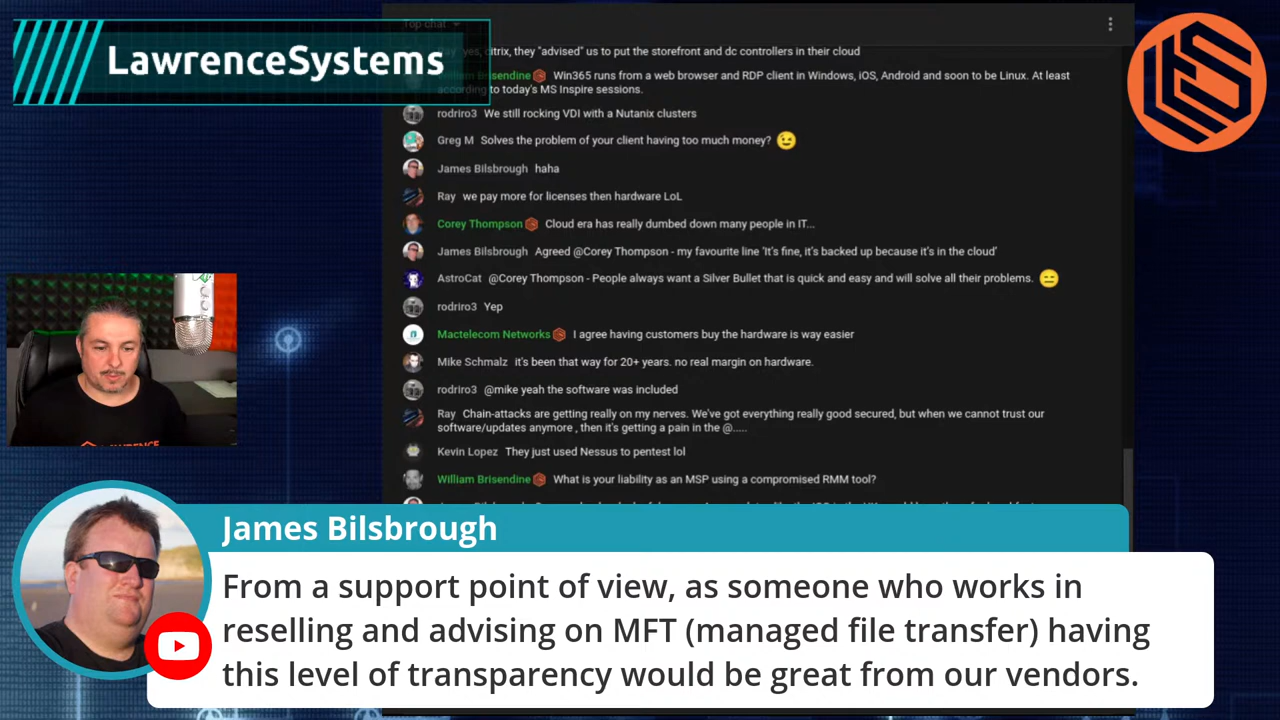 LawrenceSystems
Top chat
"yes, citrix, they "advised" us to put the storefront and dc controllers in their cloud
Brisendine Win365 runs from a web browser and RDP client in Windows, iOS, Android and soon to be Linux. At least
according to today's MS Inspire sessions.
rodriro3 We still rocking VDI with a Nutanix clusters
Greg M Solves the problem of your client having too much money? 😉
James Bilsbrough haha
Ray we pay more for licenses then hardware LoL
Corey Thompson Cloud era has really dumbed down many people in IT...
James Bilsbrough Agreed @Corey Thompson - my favourite line 'It's fine, it's backed up because it's in the cloud'
AstroCat @Corey Thompson - People always want a Silver Bullet that is quick and easy and will solve all their problems. 😑
rodriro3 Yep
Mactelecom Networks I agree having customers buy the hardware is way easier
Mike Schmalz it's been that way for 20+ years. no real margin on hardware.
rodriro3 @mike yeah the software was included
Ray Chain-attacks are getting really on my nerves. We've got everything really good secured, but when we cannot trust our
software/updates anymore , then it's getting a pain in the @.....
Kevin Lopez They just used Nessus to pentest lol
William Brisendine What is your liability as an MSP using a compromised RMM tool?
James Bilsbrough
From a support point of view, as someone who works in
reselling and advising on MFT (managed file transfer) having
this level of transparency would be great from our vendors.